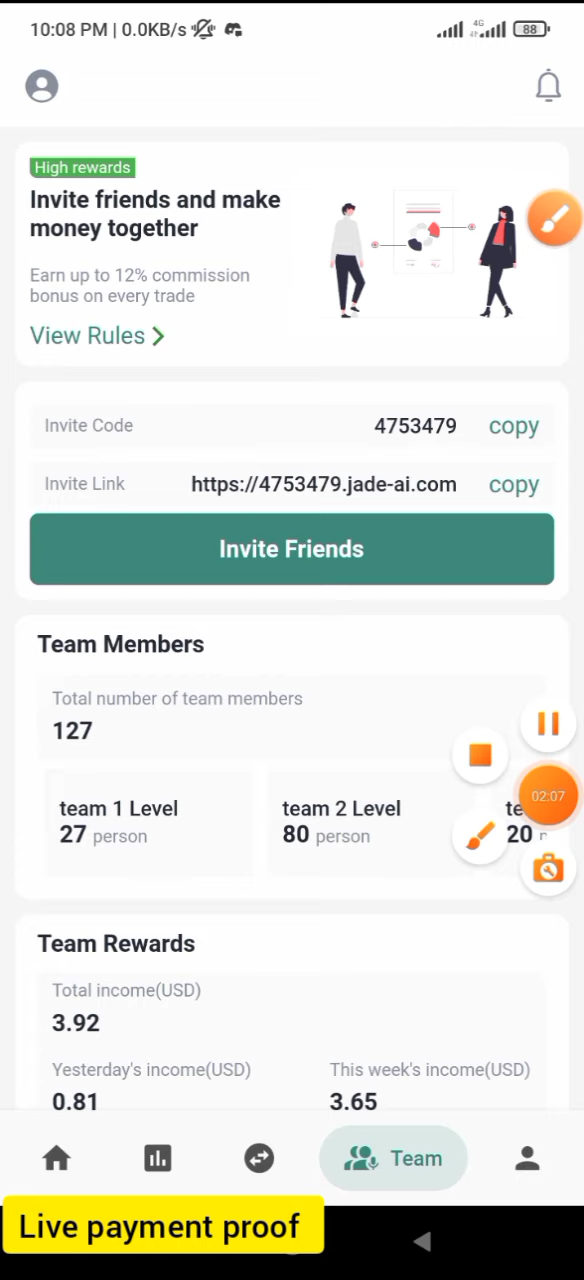 10:08 PM | 0.0KB/s
4G
88
High rewards
Invite friends and make
money together
Earn up to 12% commission
bonus on every trade
View Rules
Invite Code 4753479 copy
Invite Link https://4753479.jade-ai.com copy
Invite Friends
Team Members
Total number of team members
127
team 1 Level
27 person
team 2 Level
80 person
20
02:07
Team Rewards
Total income(USD)
3.92
Yesterday's income(USD) This week's income(USD)
0.81 3.65
Team
Live payment proof